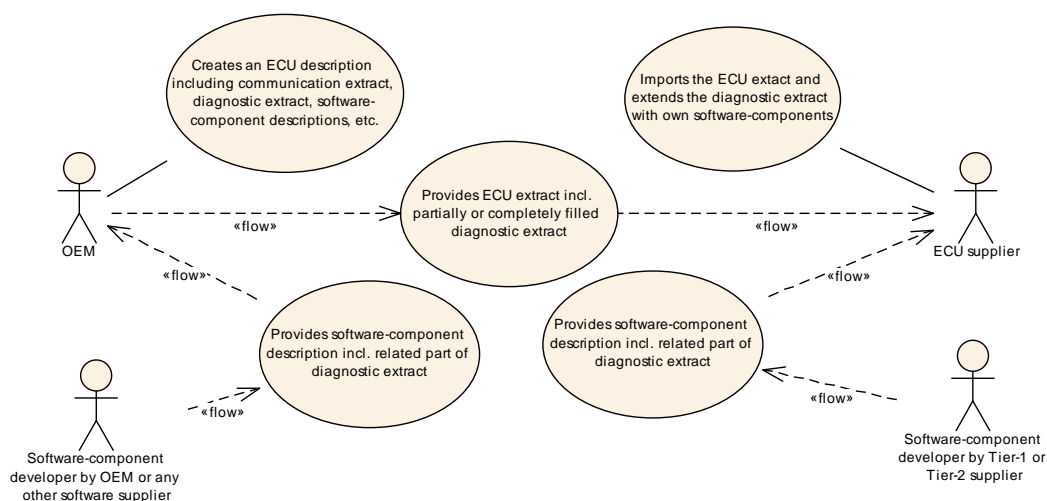 Creates an ECU description
including communication extract,
diagnostic extract, software-
component descriptions, etc.
Imports the ECU extact and
extends the diagnostic extract
with own software-components
Provides ECU extract incl.
partially or completely filled
diagnostic extract
«flow»
«flow»
OEM
ECU supplier
«flow»
«flow»
Provides software-component
description incl. related part of
diagnostic extract
Provides software-component
description incl. related part of
diagnostic extract
«flow»
«flow»
Software-component
developer by OEM or any
other software supplier
Software-component
developer by Tier-1 or
Tier-2 supplier